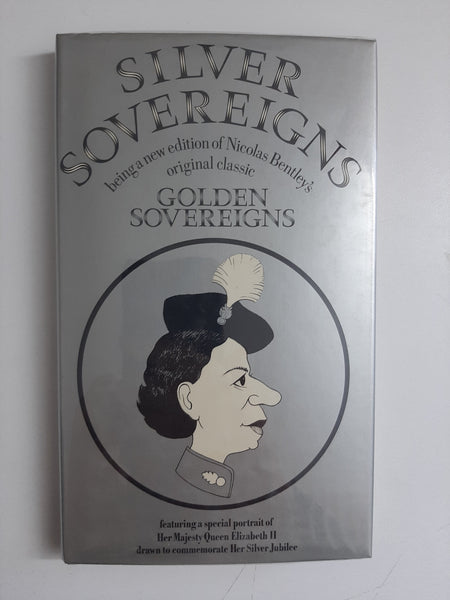 SILVER
SOVEREIGNS
being a new edition of Nicolas Bentley's
original classic
GOLDEN
SOVEREIGNS
featuring a special portrait of
Her Majesty Queen Elizabeth II
drawn to commemorate Her Silver Jubilee